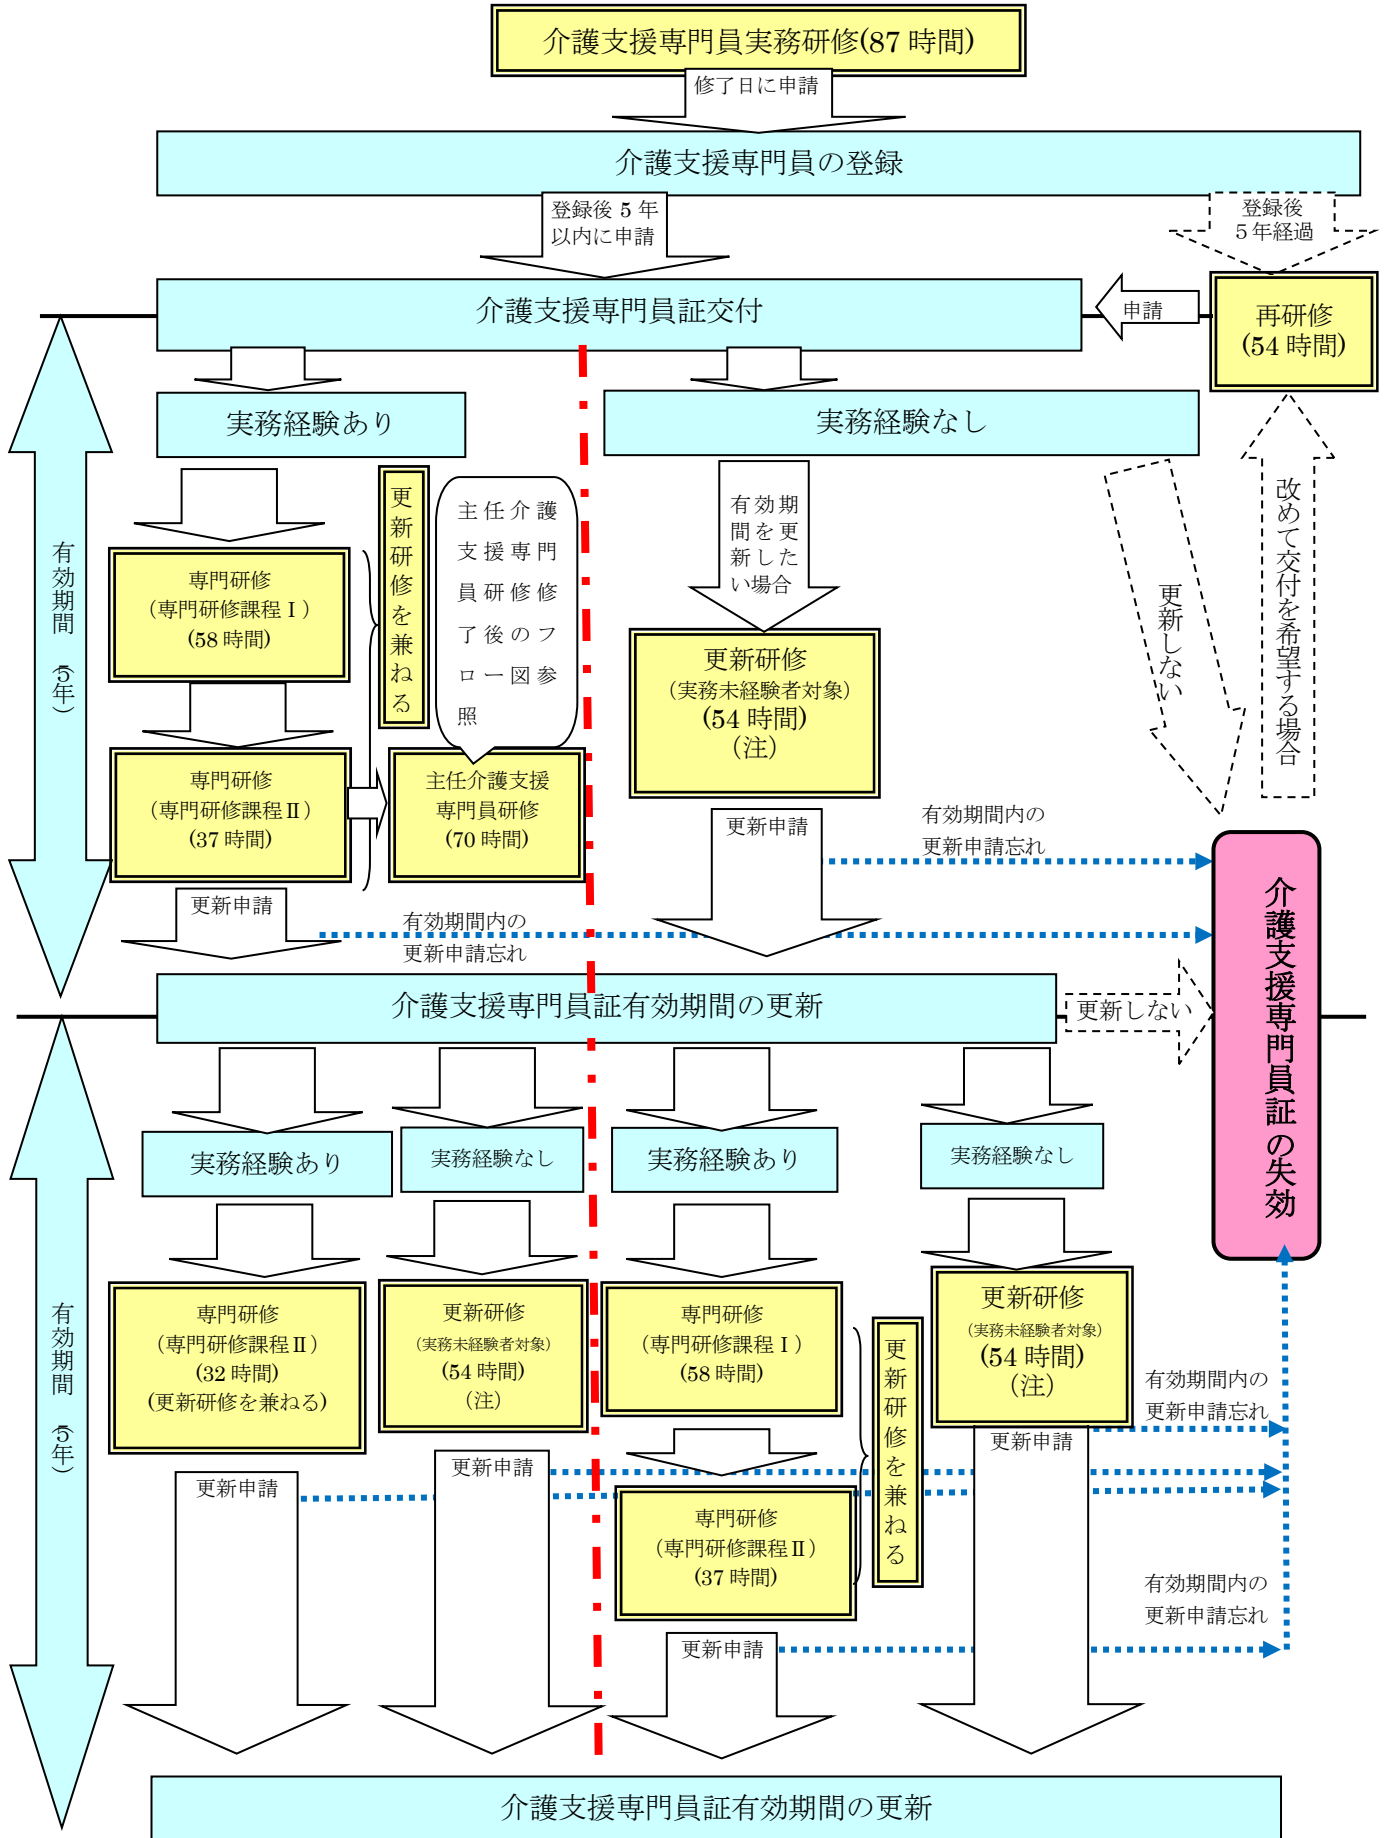 介護支援専門員実務研修(87 時間)
修了日に申請
介護支援専門員の登録
登録後 5 年
以内に申請
登録後
５年経過
介護支援専門員証交付
申請
再研修
(54 時間)
実務経験あり
実務経験なし
有効期間（5年）
更新研修を兼ねる
主任介護
支援専門
員研修修
了後のフ
ロー図参
照
有効期
間を更
新した
い場合
更新しない
改めて交付を希望する場合
専門研修
（専門研修課程Ⅰ）
(58 時間)
更新研修
（実務未経験者対象）
(54 時間)
（注）
専門研修
（専門研修課程Ⅱ）
(37 時間)
主任介護支援
専門員研修
(70 時間)
更新申請
有効期間内の
更新申請忘れ
更新申請
有効期間内の
更新申請忘れ
介護支援専門員証の失効
介護支援専門員証有効期間の更新
更新しない
実務経験あり
実務経験なし
実務経験あり
実務経験なし
有効期間（5年）
専門研修
（専門研修課程Ⅱ）
(32 時間)
(更新研修を兼ねる)
更新研修
（実務未経験者対象）
(54 時間)
（注）
専門研修
（専門研修課程Ⅰ）
(58 時間)
更新研修を兼ねる
更新研修
（実務未経験者対象）
(54 時間)
（注）
有効期間内の
更新申請忘れ
更新申請
更新申請
更新申請
専門研修
（専門研修課程Ⅱ）
(37 時間)
有効期間内の
更新申請忘れ
更新申請
介護支援専門員証有効期間の更新